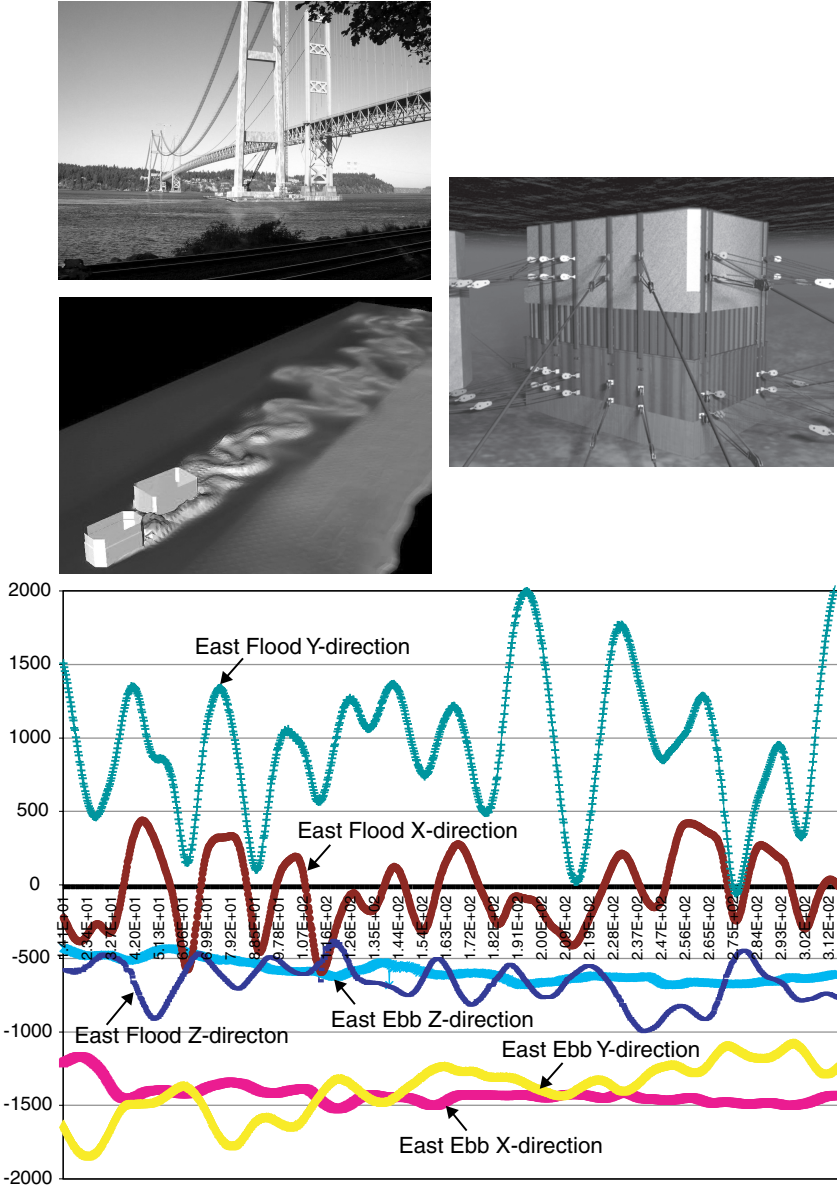 2000
East Flood Y-direction
1500
1000
500
East Flood X-direction
0
4.20E+01
5.13E+01
6.99E+01
7.92E+01
1.07E+02
1.26E+02
1.35E+02
1.44E+02
1.63E+02
1.72E+02
1.82E+02
1.91E+02
2.00E+02
2.19E+02
2.28E+02
2.37E+02
2.47E+02
2.56E+02
2.65E+02
2.75E+02
2.84E+02
2.93E+02
3.12E+02
-500
East Ebb Z-direction
-1000
East Flood Z-directon
East Ebb Y-direction
-1500
East Ebb X-direction
-2000